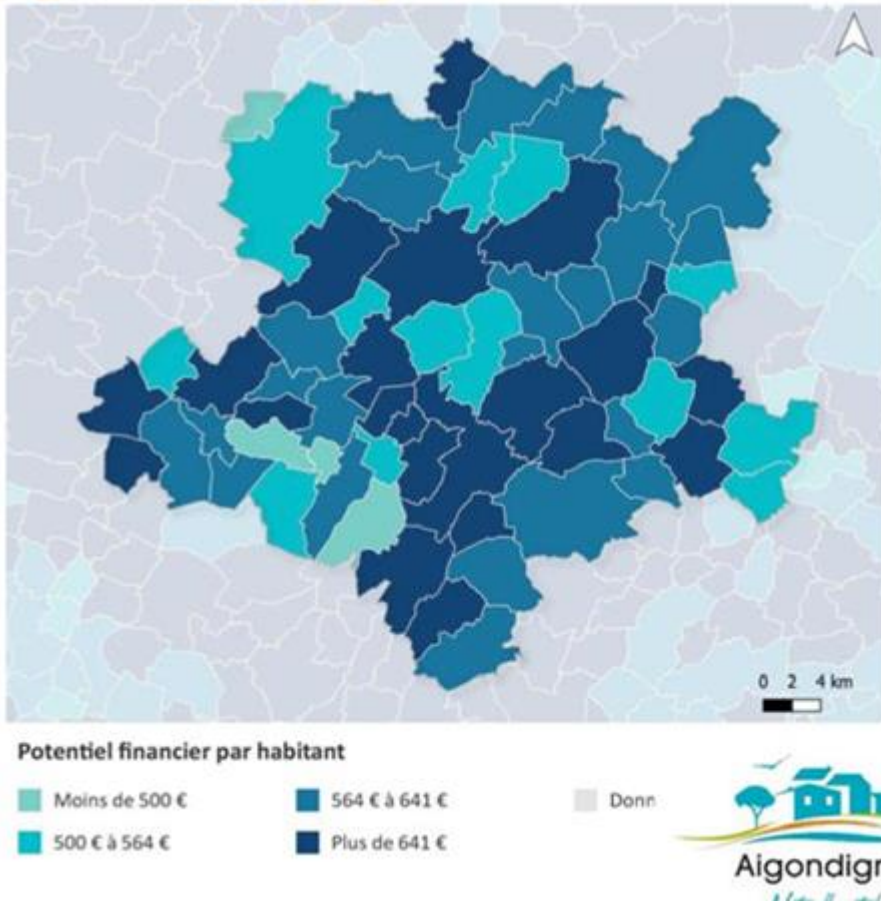 0 2 4 km
Potentiel financier par habitant
Moins de 500 €
564 € à 641 €
Donn
500 € à 564 €
Plus de 641 €
Aigondign